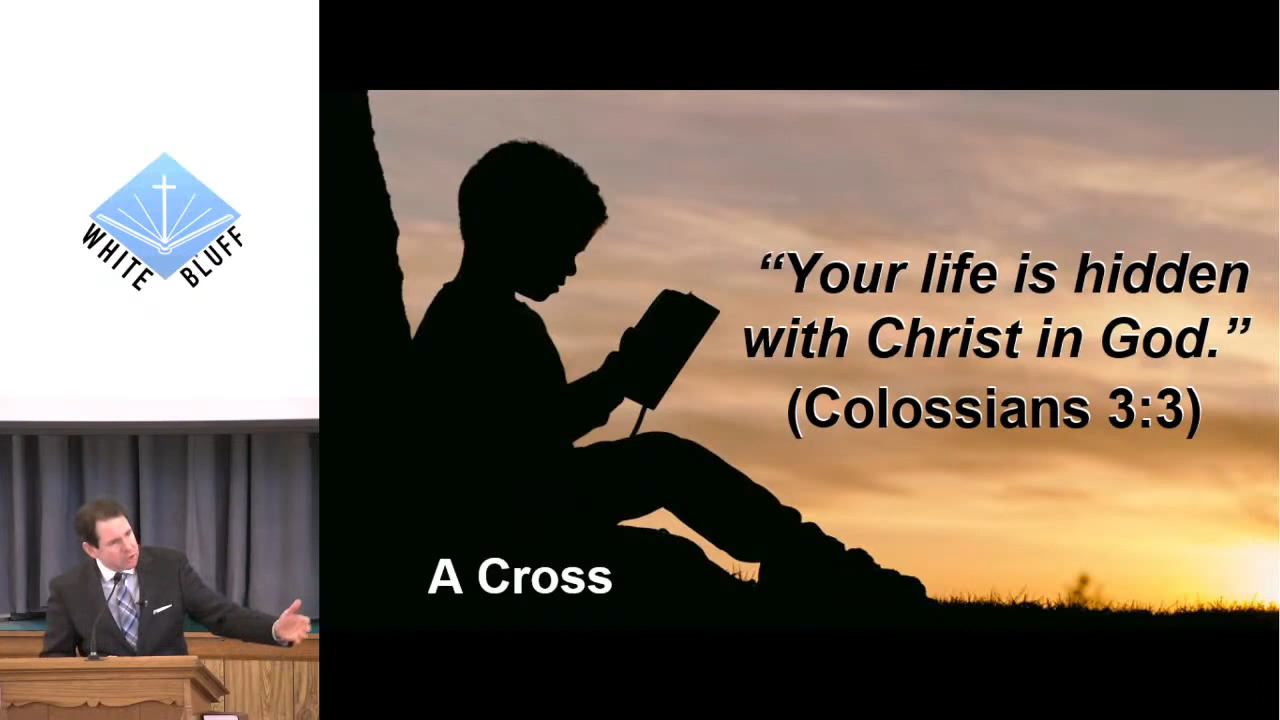 WHITE BLUFF
“Your life is hidden
with Christ in God.”
(Colossians 3:3)
A Cross